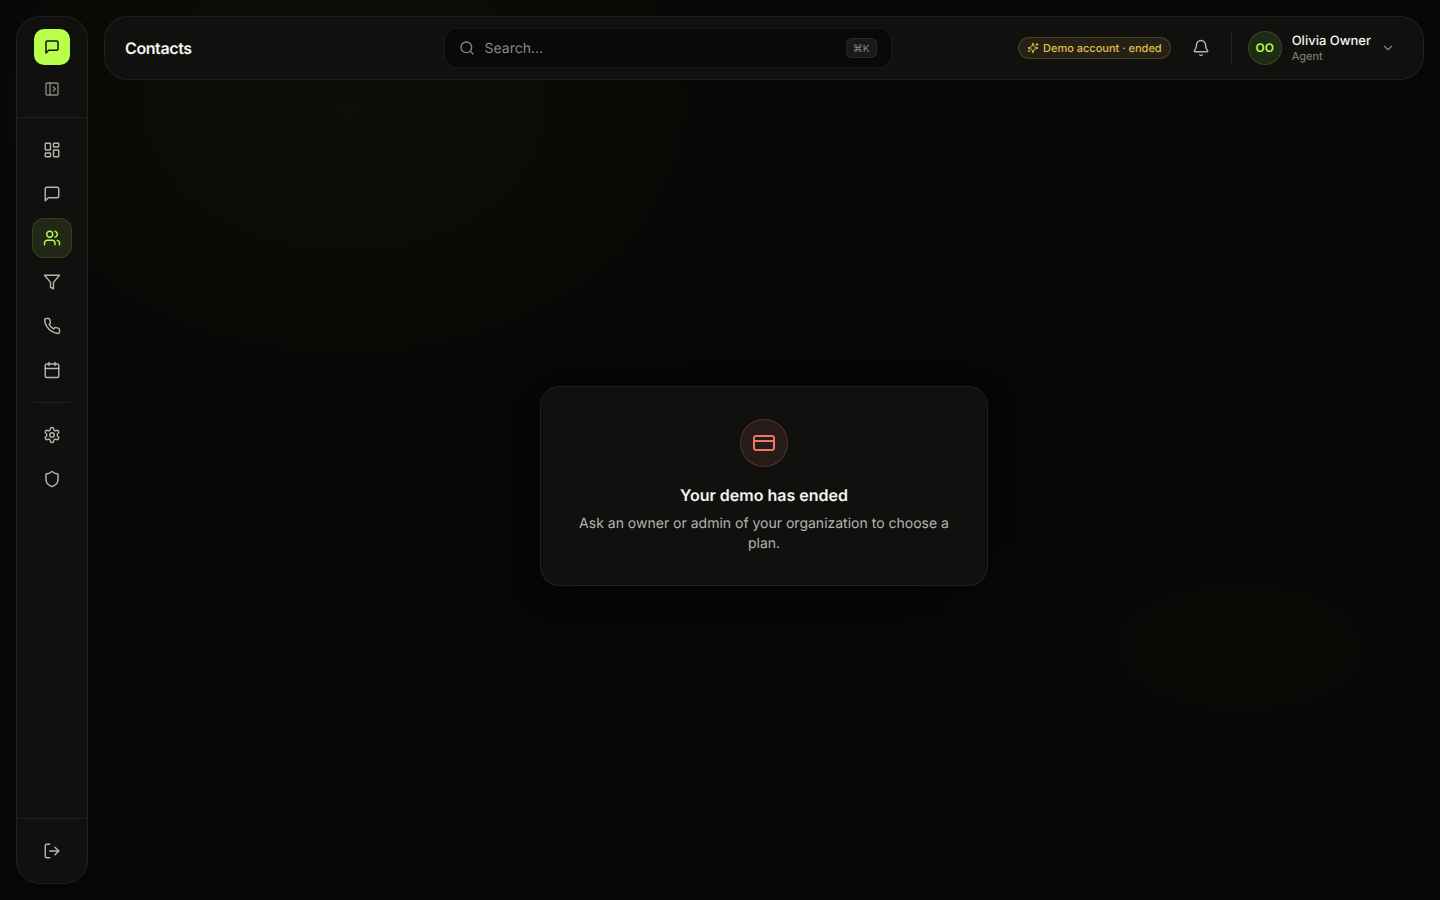 Contacts
Search...
⌘K
Demo account · ended
OO
Olivia Owner
Agent
Your demo has ended
Ask an owner or admin of your organization to choose a
plan.